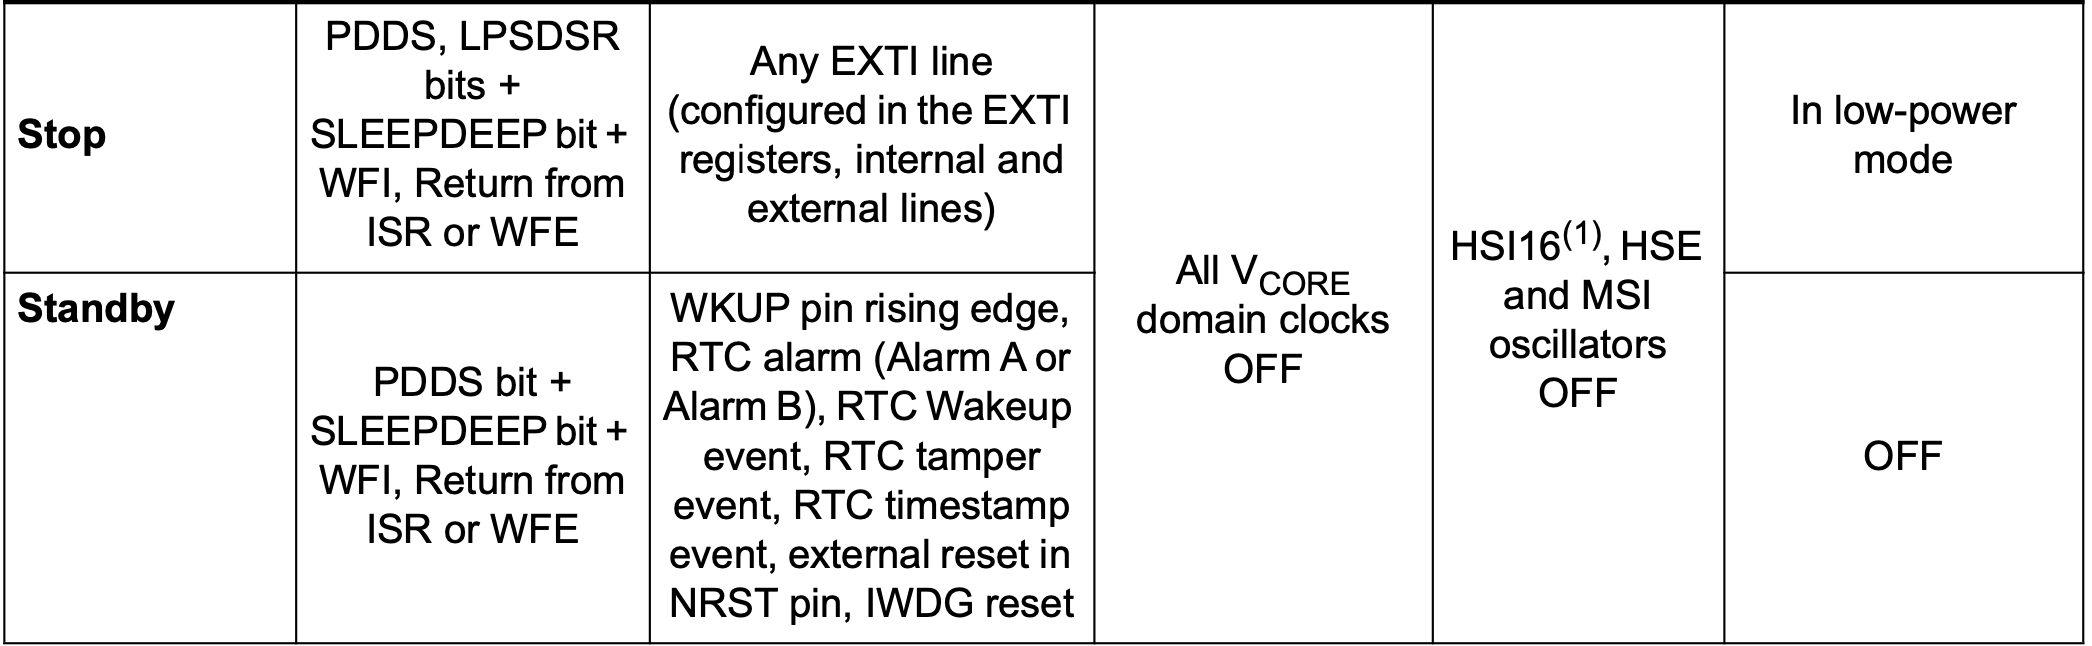 Stop
PDDS, LPSDSR
bits +
SLEEPDEEP bit +
WFI, Return from
ISR or WFE
Any EXTI line
(configured in the EXTI
registers, internal and
external lines)
All VCORE
domain clocks
OFF
HSI16(1), HSE
and MSI
oscillators
OFF
In low-power
mode
Standby
PDDS bit +
SLEEPDEEP bit +
WFI, Return from
ISR or WFE
WKUP pin rising edge,
RTC alarm (Alarm A or
Alarm B), RTC Wakeup
event, RTC tamper
event, RTC timestamp
event, external reset in
NRST pin, IWDG reset
OFF